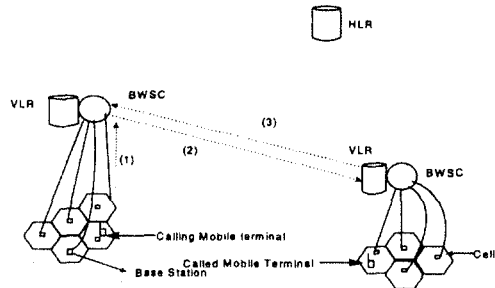 HLR
VLR
BWSC
(3)
(1)
(2)
VLR
BWSC
Calling Mobile terminal
Called Mobile Terminal
Cell
Base Station